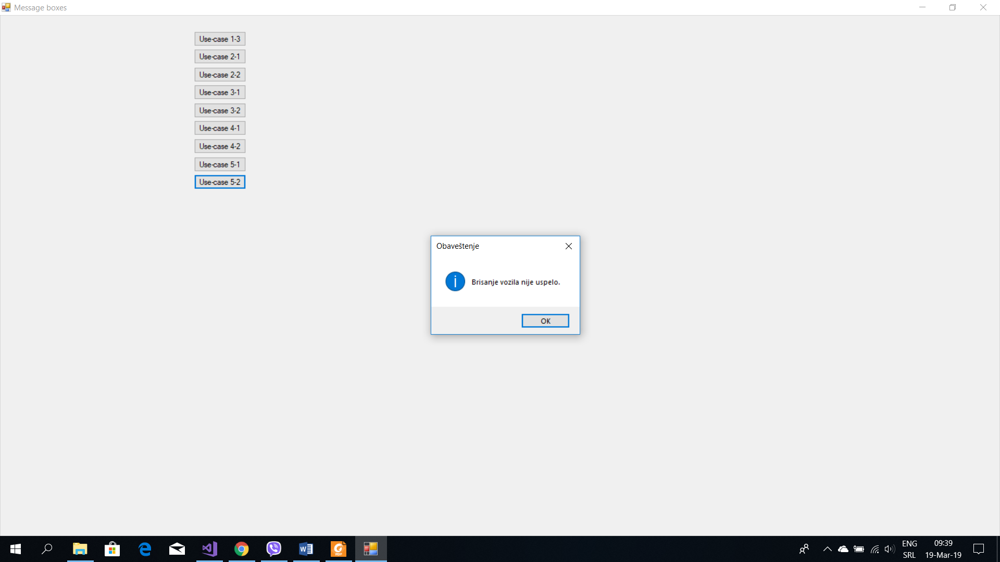 Message boxes
Use-case 1-3
Use-case 2-1
Use-case 2-2
Use-case 3-1
Use-case 3-2
Use-case 4-1
Use-case 4-2
Use-case 5-1
Use-case 5-2
Obaveštenje
Brisanje vozila nije uspelo.
OK
ENG
SRL
09:39
19-Mar-19